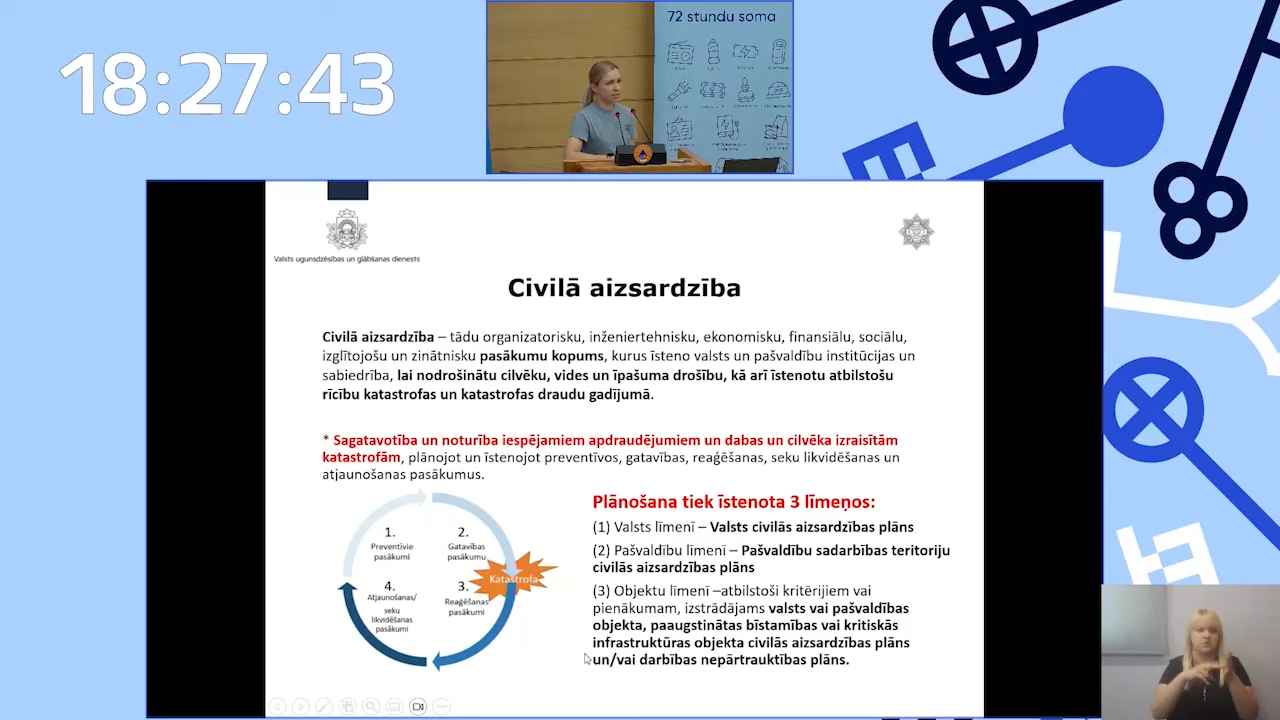 18:27:43
72 stundu soma
Valsts ugunsdzēsības un glābšanas dienests
Civilā aizsardzība
Civilā aizsardzība – tādu organizatorisku, inženiertehnisku, ekonomisku, finansiālu, sociālu,
izglītojošu un zinātnisku pasākumu kopums, kurus īsteno valsts un pašvaldību institūcijas un
sabiedrība, lai nodrošinātu cilvēku, vides un īpašuma drošību, kā arī īstenotu atbilstošu
rīcību katastrofas un katastrofas draudu gadījumā.
* Sagatavotība un noturība iespējamiem apdraudējumiem un dabas un cilvēka izraisītām
katastrofām, plānojot un īstenojot preventīvos, gatavības, reaģēšanas, seku likvidēšanas un
atjaunošanas pasākumus.
1.
Preventīvie
pasākumi
2.
Gatavības
pasākumu
Katastrofa
3.
Reaģēšanas
pasākumi
4.
Atjaunošanas/
seku
likvidēšanas
pasākumi
Plānošana tiek īstenota 3 līmeņos:
(1) Valsts līmenī – Valsts civilās aizsardzības plāns
(2) Pašvaldību līmenī – Pašvaldību sadarbības teritoriju
civilās aizsardzības plāns
(3) Objektu līmenī –atbilstoši kritērijiem vai
pienākumam, izstrādājams valsts vai pašvaldības
objekta, paaugstinātas bīstamības vai kritiskās
infrastruktūras objekta civilās aizsardzības plāns
un/vai darbības nepārtrauktības plāns.